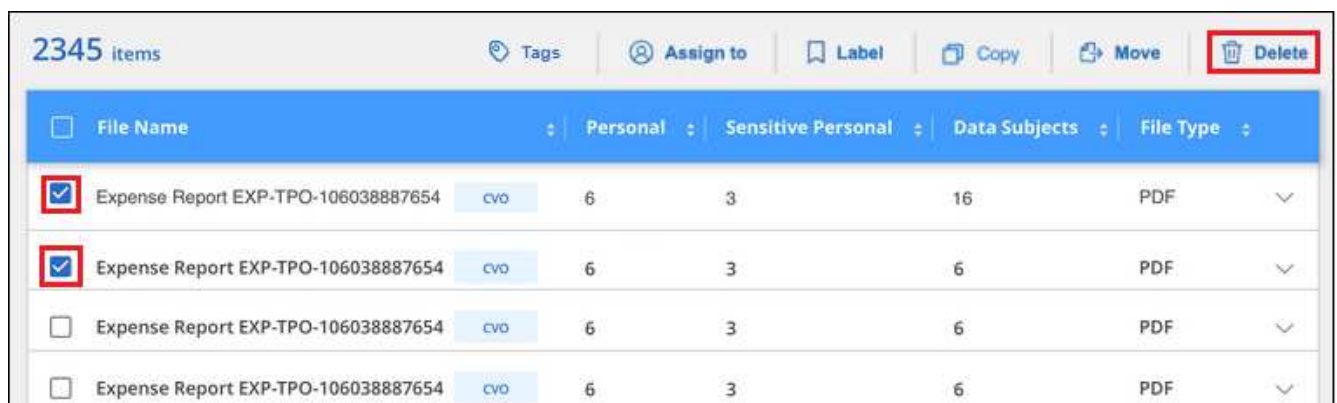 2345 items Tags Assign to Label Copy Move Delete
File Name Personal Sensitive Personal Data Subjects File Type
Expense Report EXP-TPO-106038887654 CVO 6 3 16 PDF
Expense Report EXP-TPO-106038887654 CVO 6 3 6 PDF
Expense Report EXP-TPO-106038887654 CVO 6 3 6 PDF
Expense Report EXP-TPO-106038887654 CVO 6 3 6 PDF